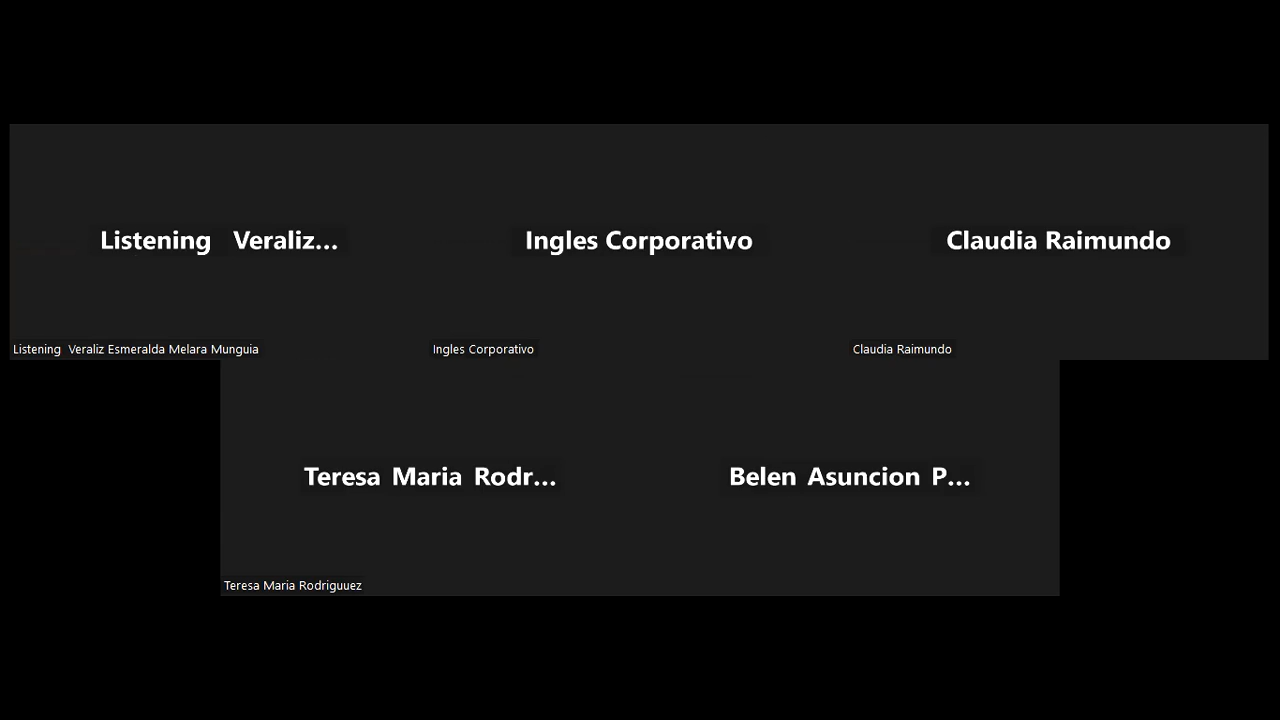 Listening Veraliz...
Ingles Corporativo
Claudia Raimundo
Listening Veraliz Esmeralda Melara Munguia
Ingles Corporativo
Claudia Raimundo
Teresa Maria Rodr...
Belen Asuncion P...
Teresa Maria Rodriguuez